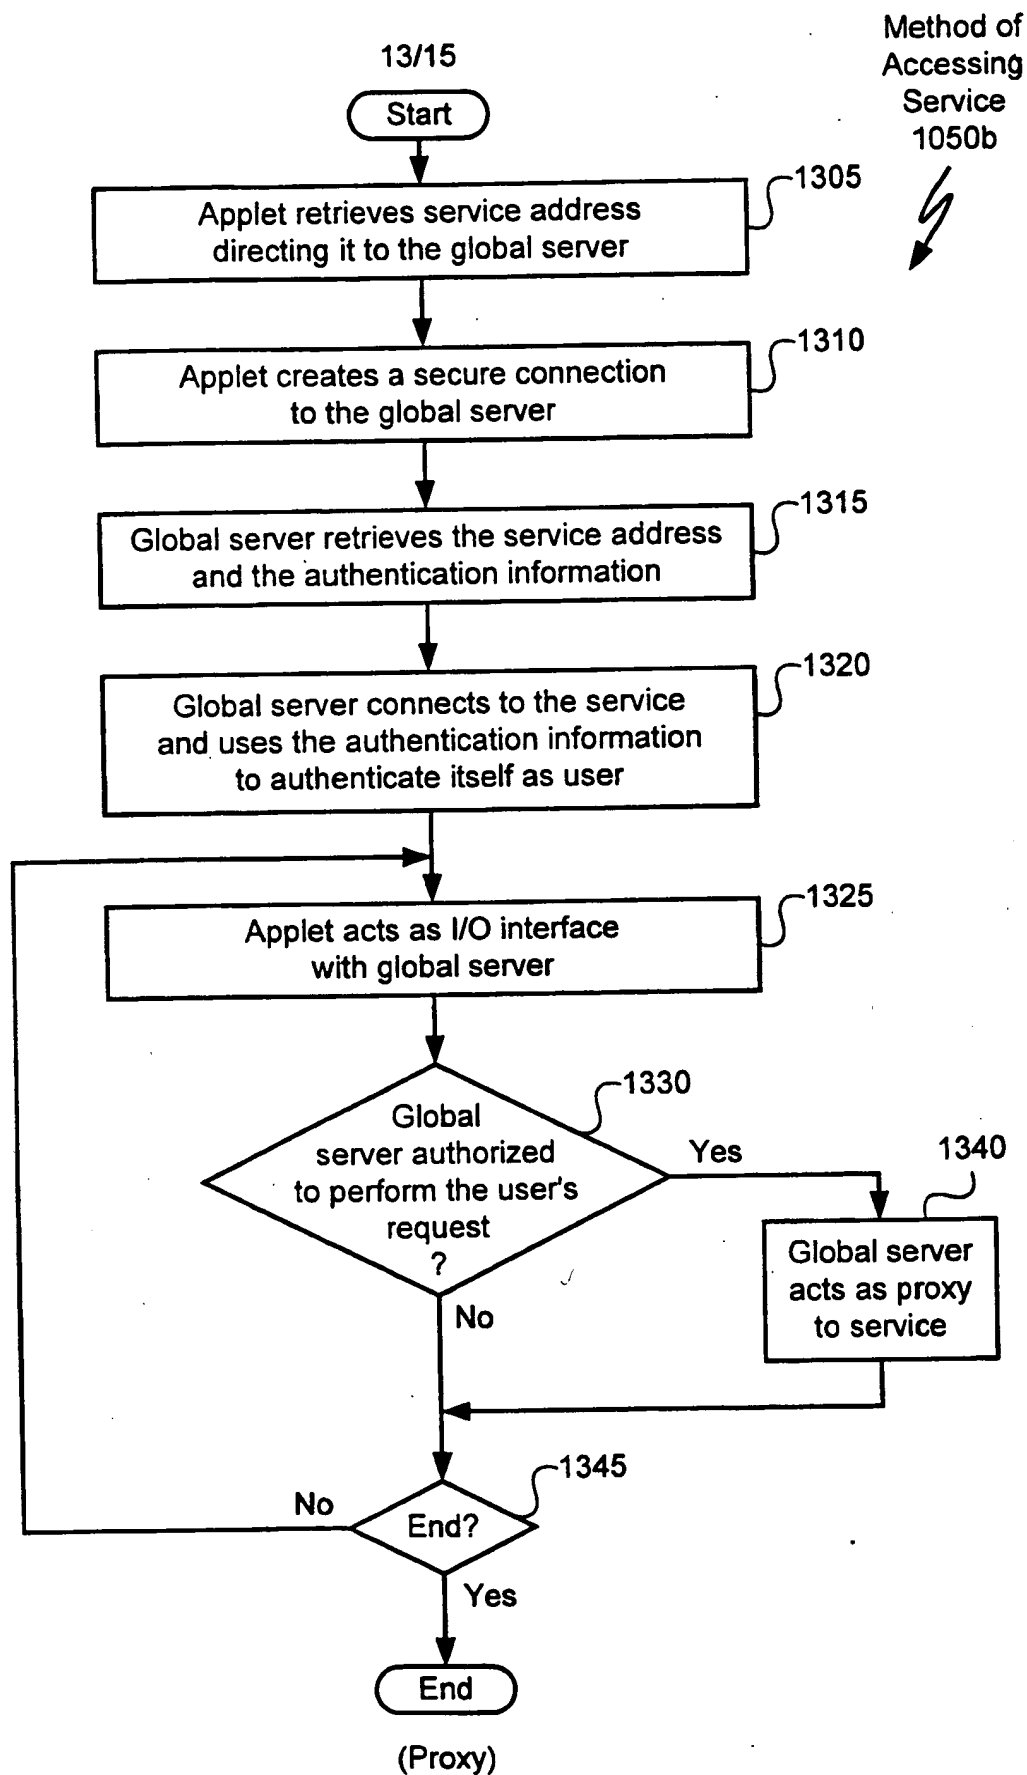 13/15
Method of
Accessing
Service
1050b
Start
1305
Applet retrieves service address
directing it to the global server
1310
Applet creates a secure connection
to the global server
1315
Global server retrieves the service address
and the authentication information
1320
Global server connects to the service
and uses the authentication information
to authenticate itself as user
1325
Applet acts as I/O interface
with global server
1330
Global
server authorized
to perform the user's
request
?
Yes
1340
Global server
acts as proxy
to service
No
1345
No
End?
Yes
End
(Proxy)